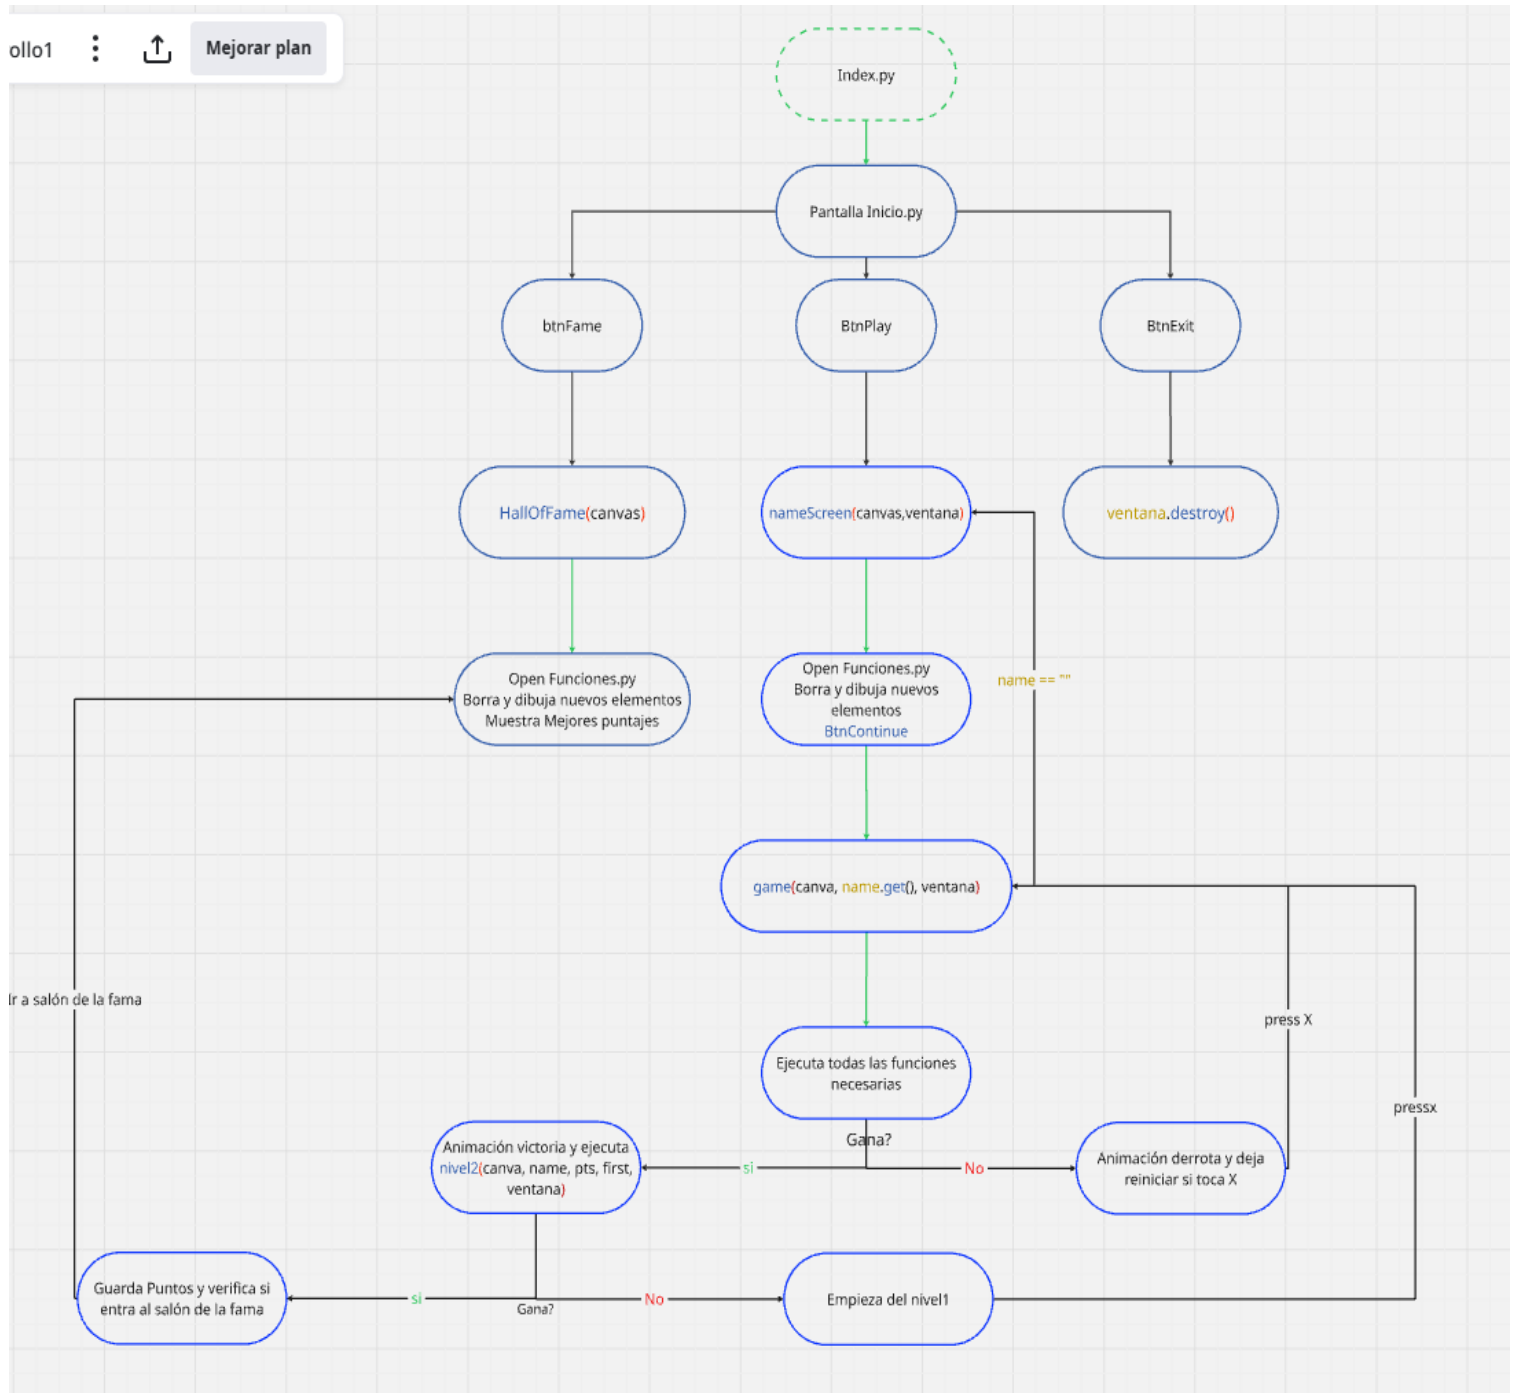 ollo1
Mejorar plan
Index.py
Pantalla Inicio.py
btnFame
BtnPlay
BtnExit
HallOfFame(canvas)
nameScreen(canvas,ventana)
ventana.destroy()
Open Funciones.py
Borra y dibuja nuevos elementos
Muestra Mejores puntajes
Open Funciones.py
Borra y dibuja nuevos
elementos
BtnContinue
name == ""
game(canva, name.get(), ventana)
Ir a salón de la fama
press X
Ejecuta todas las funciones
necesarias
pressx
Gana?
Animación victoria y ejecuta
nivel2(canva, name, pts, first,
ventana)
si
No
Animación derrota y deja
reiniciar si toca X
Guarda Puntos y verifica si
entra al salón de la fama
si
Gana?
No
Empieza del nivel1